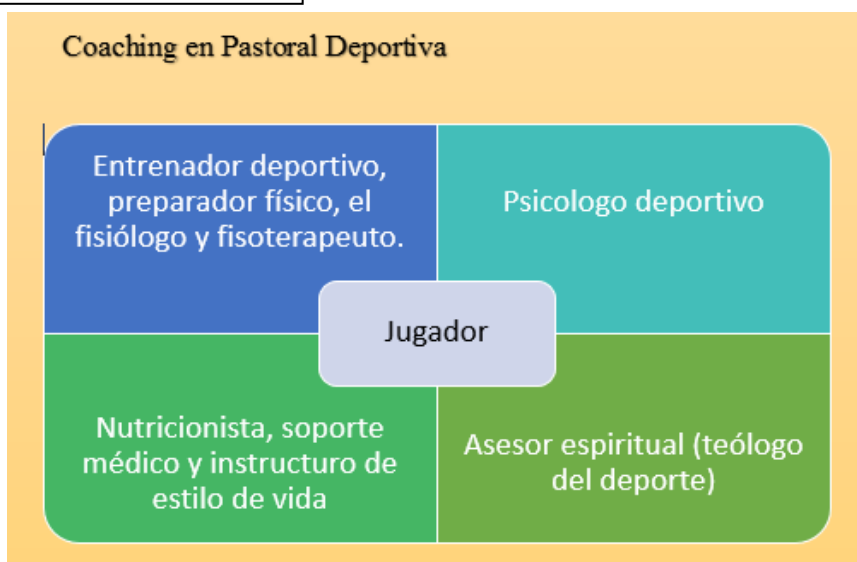 Coaching en Pastoral Deportiva
Entrenador deportivo,
preparador físico, el
fisiólogo y fisoterapeuto.
Psicologo deportivo
Jugador
Nutricionista, soporte
médico y instructuro de
estilo de vida
Asesor espiritual (teólogo
del deporte)